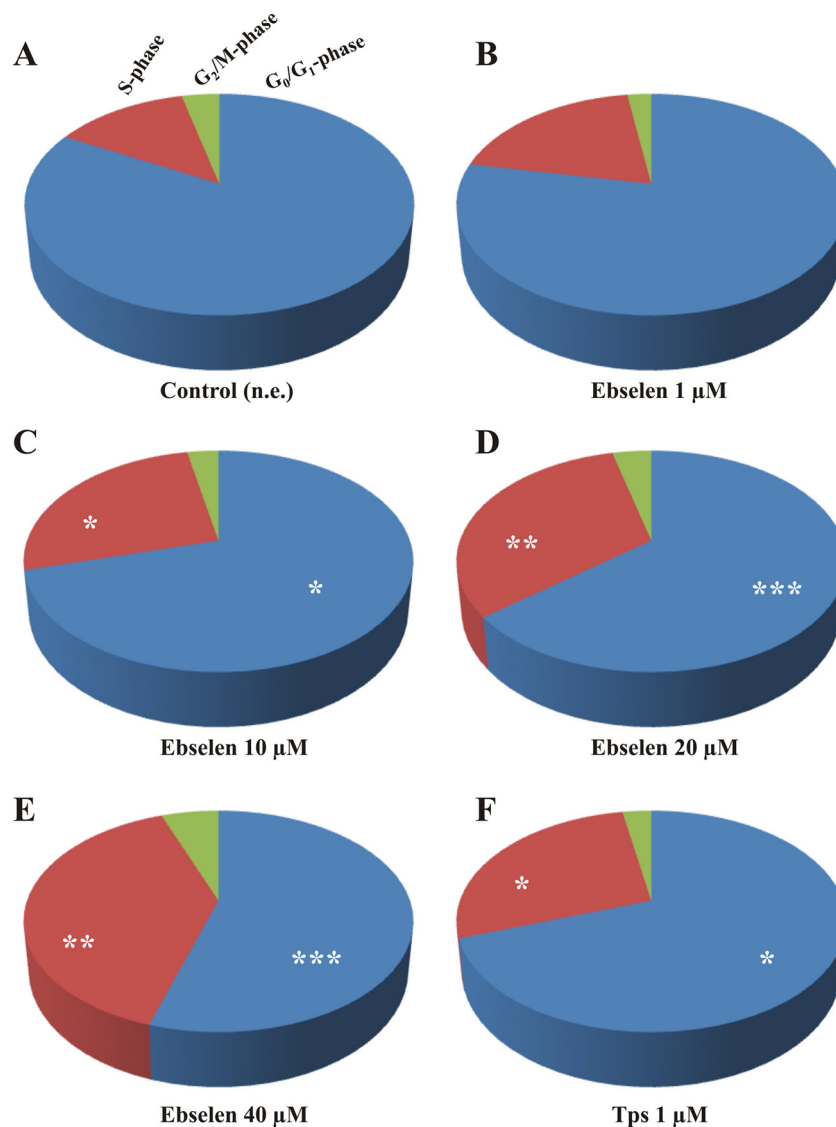 A
S-phase
G₂/M-phase
G₀/G₁-phase
B
Control (n.e.)
Ebselen 1 µM
C
D
*
*
**
***
Ebselen 10 µM
Ebselen 20 µM
E
F
**
***
*
*
Ebselen 40 µM
Tps 1 µM